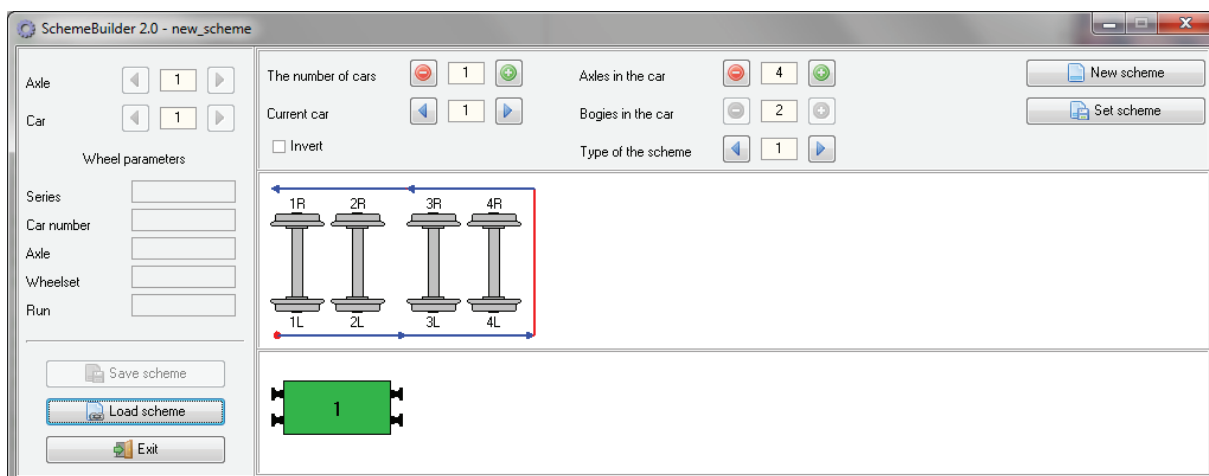 SchemeBuilder 2.0 - new_scheme
Axle 1
Car 1
Wheel parameters
Series
Car number
Axle
Wheelset
Run
Save scheme
Load scheme
Exit
The number of cars 1
Current car 1
Invert
Axles in the car 4
Bogies in the car 2
Type of the scheme 1
New scheme
Set scheme
1R 2R 3R 4R
1L 2L 3L 4L
1